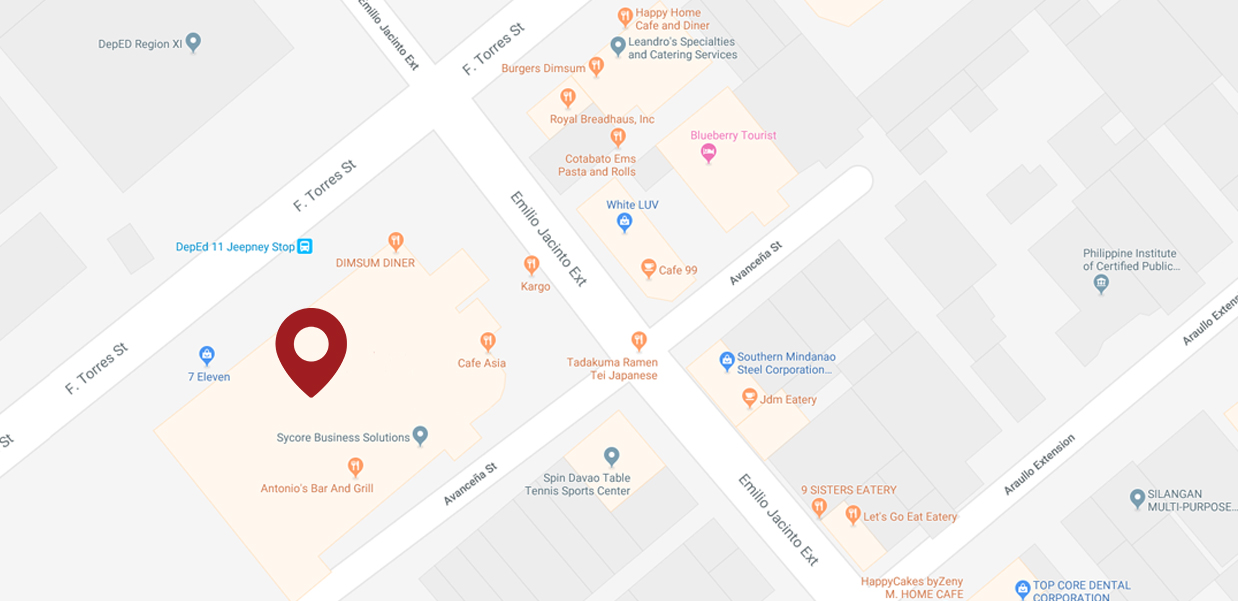 Emilio Jacinto Ext
F. Torres St
Happy Home
Cafe and Diner
DepED Region XI
Leandro's Specialties
and Catering Services
Burgers Dimsum
Royal Breadhaus, Inc
Blueberry Tourist
Cotabato Ems
Pasta and Rolls
F. Torres St
Emilio Jacinto Ext
White LUV
DepEd 11 Jeepney Stop
DIMSUM DINER
Avanceña St
Cafe 99
Philippine Institute
of Certified Public...
Kargo
Araullo Exten
F. Torres St
7 Eleven
Cafe Asia
Tadakuma Ramen
Tei Japanese
Southern Mindanao
Steel Corporation...
Jdm Eatery
St
Sycore Business Solutions
Antonio's Bar And Grill
Avanceña St
Spin Davao Table
Tennis Sports Center
Araullo Extension
Emilio Jacinto Ext
9 SISTERS EATERY
Let's Go Eat Eatery
SILANGAN
MULTI-PURPOSE...
HappyCakes byZeny
M. HOME CAFE
TOP CORE DENTAL
CORPORATION